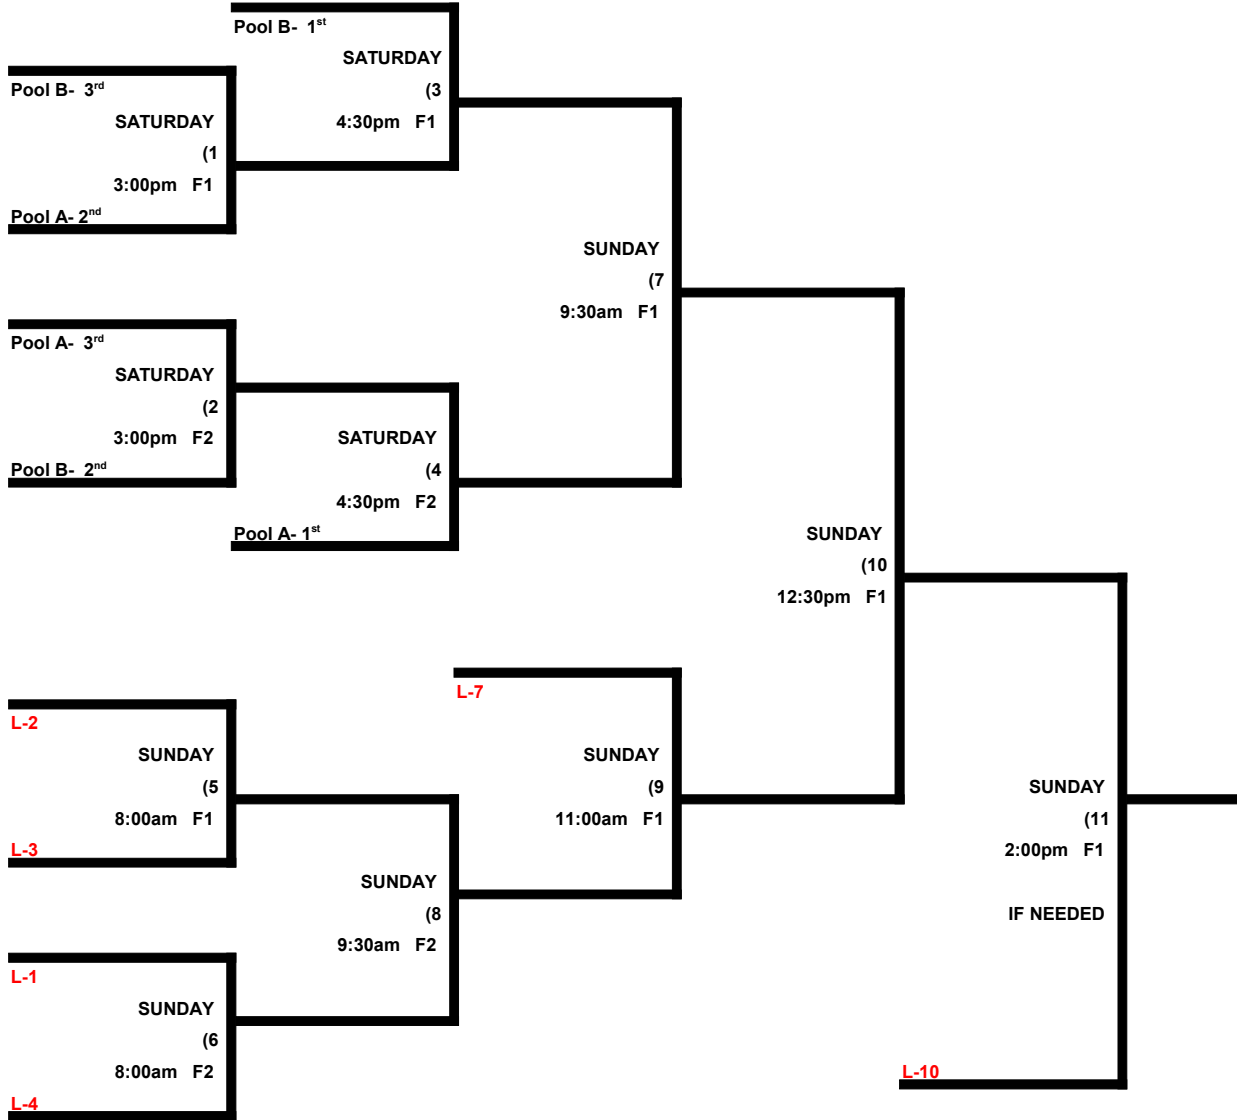 Pool B-  1st
SATURDAY
(3
4:30pm   F1
Pool B-  3rd
SATURDAY
(1
3:00pm   F1
Pool A- 2nd
SUNDAY
(7
9:30am   F1
Pool A-  3rd
SATURDAY
(2
3:00pm   F2
Pool B-  2nd
SATURDAY
(4
4:30pm   F2
Pool A- 1st
SUNDAY
(10
12:30pm   F1
L-7
L-2
SUNDAY
(5
8:00am   F1
L-3
SUNDAY
(9
11:00am   F1
SUNDAY
(11
2:00pm   F1
IF NEEDED
SUNDAY
(8
9:30am   F2
L-1
SUNDAY
(6
8:00am   F2
L-4
L-10